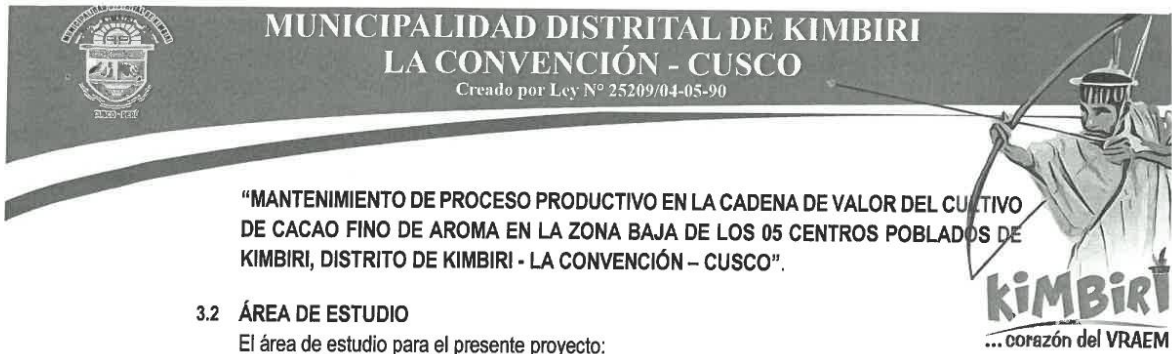 MUNICIPALIDAD DISTRITAL DE KIMBIRI
LA CONVENCIÓN - CUSCO
Creado por Ley Nº 25209/04-05-90
CUSCO-PERÚ
"MANTENIMIENTO DE PROCESO PRODUCTIVO EN LA CADENA DE VALOR DEL CULTIVO
DE CACAO FINO DE AROMA EN LA ZONA BAJA DE LOS 05 CENTROS POBLADOS DE
KIMBIRI, DISTRITO DE KIMBIRI - LA CONVENCIÓN – CUSCO".
KiMBiRI
... corazón del VRAEM
3.2 ÁREA DE ESTUDIO
El área de estudio para el presente proyecto: